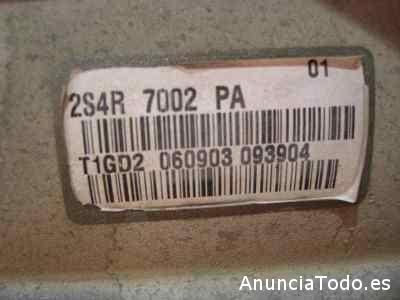 01
2S4R 7002 PA
T1GD2 060903 093904
AnunciaTodo.es